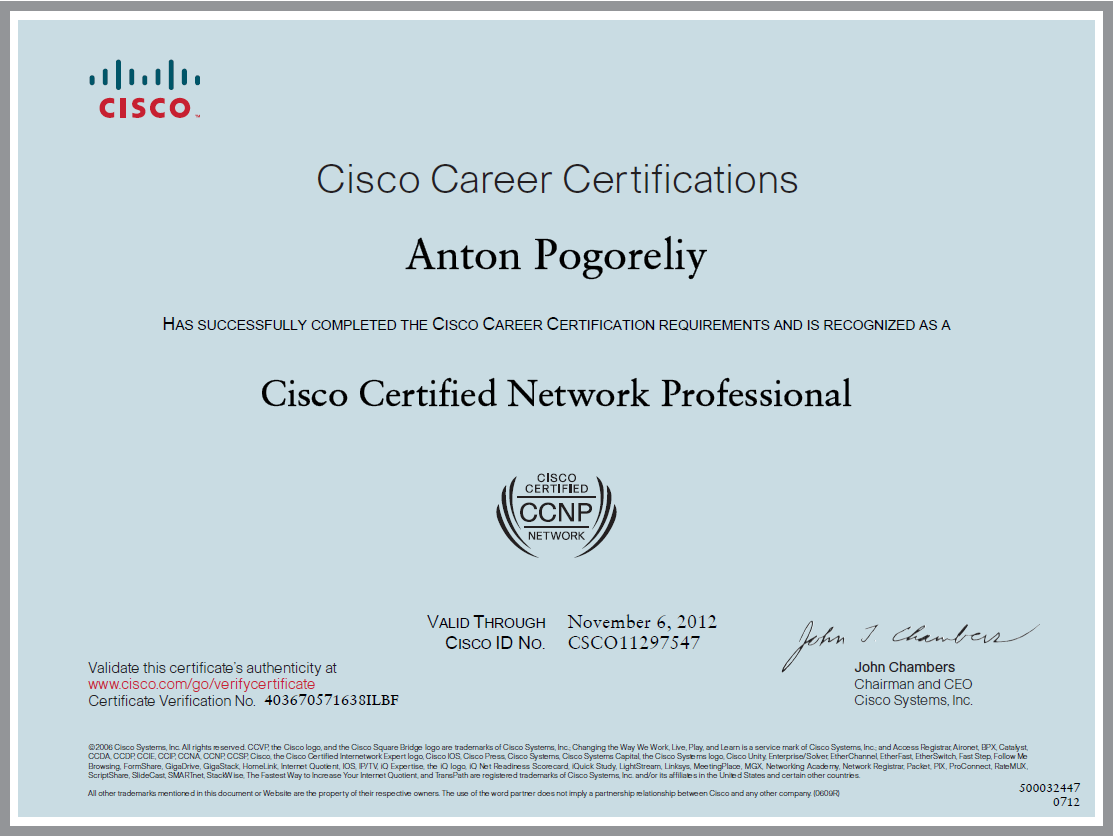 CISCO™
Cisco Career Certifications
Anton Pogoreliy
HAS SUCCESSFULLY COMPLETED THE CISCO CAREER CERTIFICATION REQUIREMENTS AND IS RECOGNIZED AS A
Cisco Certified Network Professional
CISCO
CERTIFIED
CCNP
NETWORK
VALID THROUGH November 6, 2012
CISCO ID NO. CSCO11297547
John T Chambers
John Chambers
Chairman and CEO
Cisco Systems, Inc.
Validate this certificate's authenticity at
www.cisco.com/go/verifycertificate
Certificate Verification No. 403670571638ILBF
©2006 Cisco Systems, Inc. All rights reserved. CCVP, the Cisco logo, and the Cisco Square Bridge logo are trademarks of Cisco Systems, Inc.; Changing the Way We Work, Live, Play, and Learn is a service mark of Cisco Systems, Inc.; and Access Registrar, Aironet, BPX, Catalyst,
CCDA, CCDP, CCIE, CCIP, CCNA, CCNP, CCSP, Cisco, the Cisco Certified Internetwork Expert logo, Cisco IOS, Cisco Press, Cisco Systems, Cisco Systems Capital, the Cisco Systems logo, Cisco Unity, Enterprise/Solver, EtherChannel, EtherFast, EtherSwitch, Fast Step, Follow Me
Browsing, FormShare, GigaDrive, GigaStack, HomeLink, Internet Quotient, IOS, IP/TV, iQ Expertise, the iQ logo, iQ Net Readiness Scorecard, iQuick Study, LightStream, Linksys, MeetingPlace, MGX, Networking Academy, Network Registrar, Packet, PIX, ProConnect, RateMUX,
ScriptShare, SlideCast, SMARTnet, StackWise, The Fastest Way to Increase Your Internet Quotient, and TransPath are registered trademarks of Cisco Systems, Inc. and/or its affiliates in the United States and certain other countries.
All other trademarks mentioned in this document or Website are the property of their respective owners. The use of the word partner does not imply a partnership relationship between Cisco and any other company. (0609R)
500032447
0712